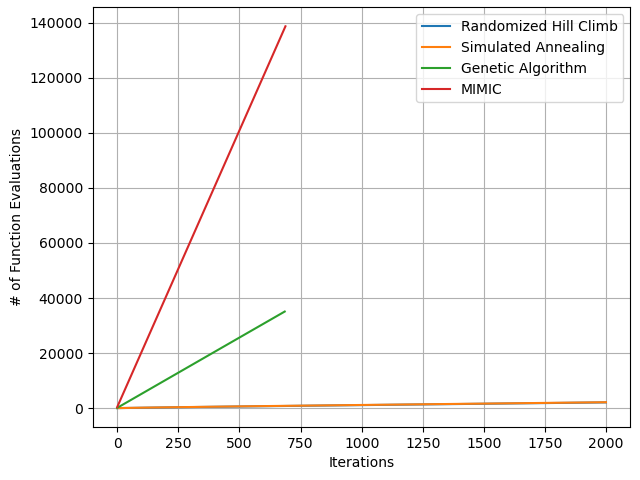 140000
120000
100000
80000
60000
40000
20000
0
# of Function Evaluations
Randomized Hill Climb
Simulated Annealing
Genetic Algorithm
MIMIC
0 250 500 750 1000 1250 1500 1750 2000
Iterations